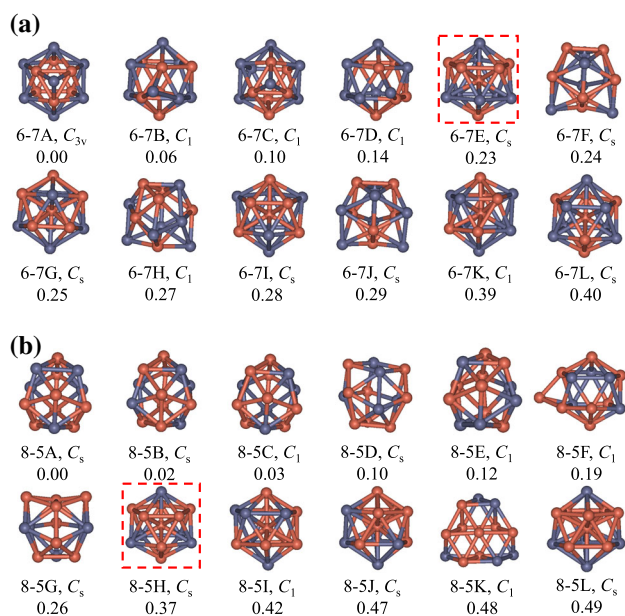 (a)
6-7A, C3v 6-7B, C1 6-7C, C1 6-7D, C1 6-7E, Cs 6-7F, Cs
0.00 0.06 0.10 0.14 0.23 0.24
6-7G, Cs 6-7H, C1 6-7I, Cs 6-7J, Cs 6-7K, C1 6-7L, Cs
0.25 0.27 0.28 0.29 0.39 0.40
(b)
8-5A, Cs 8-5B, Cs 8-5C, C1 8-5D, Cs 8-5E, C1 8-5F, C1
0.00 0.02 0.03 0.10 0.12 0.19
8-5G, Cs 8-5H, Cs 8-5I, C1 8-5J, Cs 8-5K, C1 8-5L, Cs
0.26 0.37 0.42 0.47 0.48 0.49